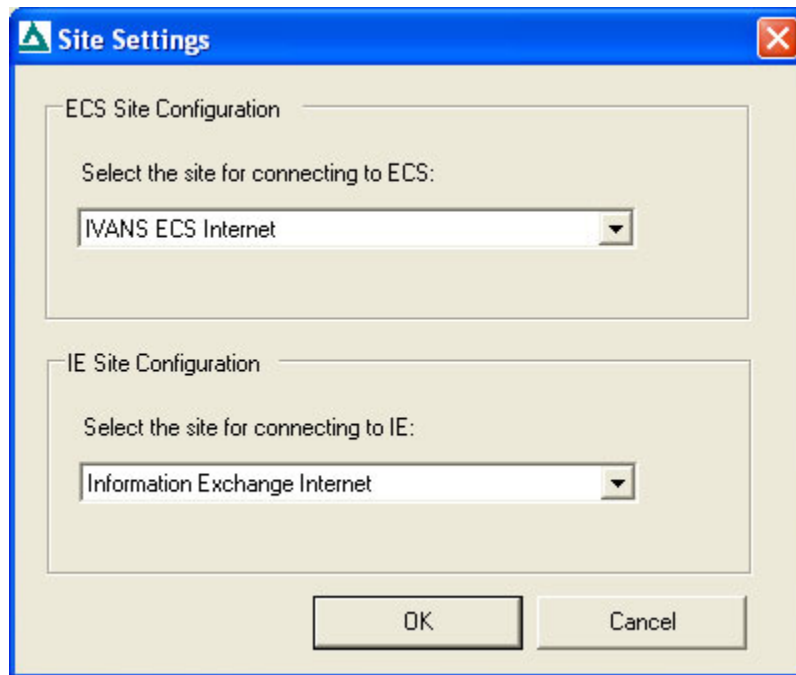 Site Settings
ECS Site Configuration
Select the site for connecting to ECS:
IVANS ECS Internet
IE Site Configuration
Select the site for connecting to IE:
Information Exchange Internet
OK
Cancel